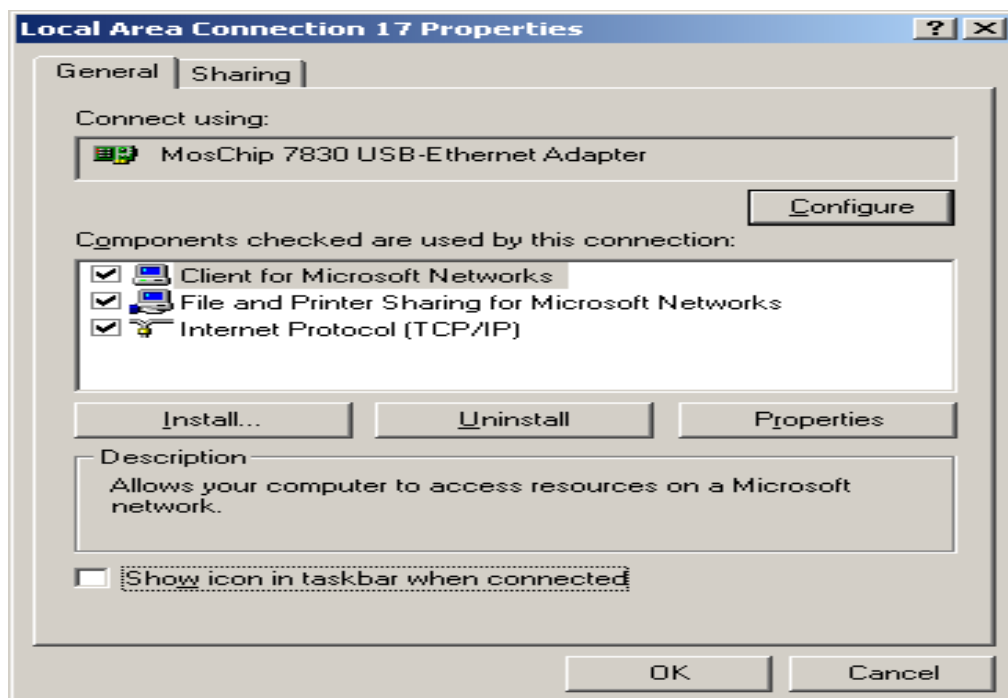 Local Area Connection 17 Properties
General
Sharing
Connect using:
MosChip 7830 USB-Ethernet Adapter
Configure
Components checked are used by this connection:
Client for Microsoft Networks
File and Printer Sharing for Microsoft Networks
Internet Protocol (TCP/IP)
Install...
Uninstall
Properties
Description
Allows your computer to access resources on a Microsoft
network.
Show icon in taskbar when connected
OK
Cancel